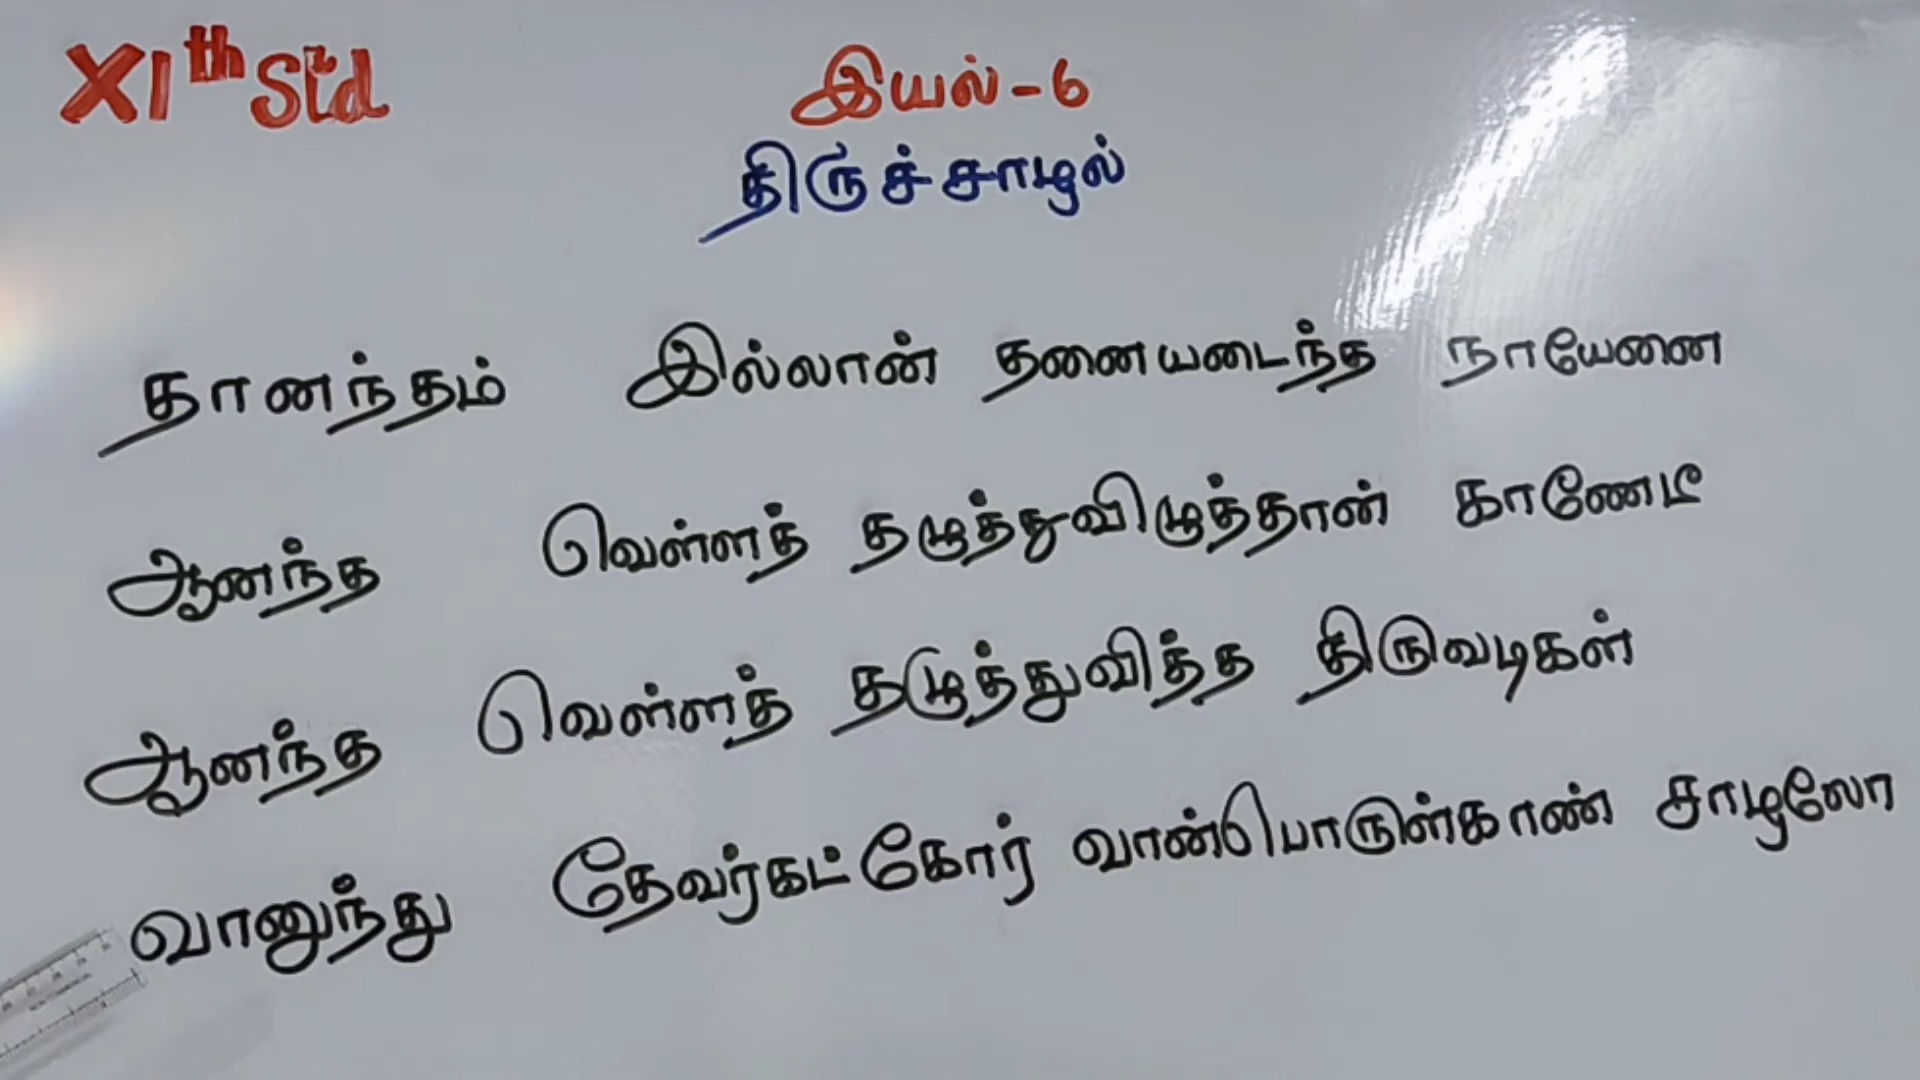 XIth Std
இயல் - 6
திருச்சாழல்
தானந்தம் இல்லான் தனையடைந்த நாயேனை
ஆனந்த வெள்ளத் தழுத்துவிழுத்தான் காணேடீ
ஆனந்த வெள்ளத் தழுத்துவித்த திருவடிகள்
வானுந்து தேவர்கட்கோர் வான்பொருள்காண் சாழலோ